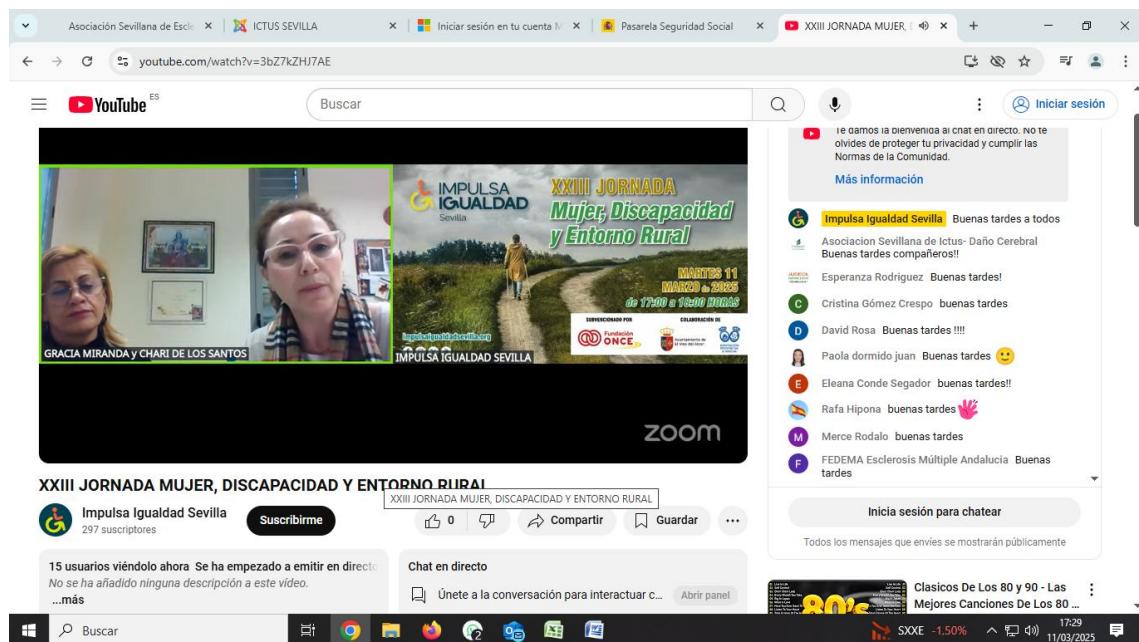 Asociación Sevillana de Escle
ICTUS SEVILLA
Iniciar sesión en tu cuenta M
Pasarela Seguridad Social
XXIII JORNADA MUJER, D
youtube.com/watch?v=3bZ7kZHJ7AE
YouTube ES
Buscar
Iniciar sesión
IMPULSA
IGUALDAD
Sevilla
XXIII JORNADA
Mujer, Discapacidad
y Entorno Rural
MARTES 11
MARZO de 2025
de 17:00 a 18:00 HORAS
SUBVENCIONADO POR
COLABORACIÓN DE
Fundación
ONCE
impulsaigualdadsevilla.org
GRACIA MIRANDA y CHARI DE LOS SANTOS
IMPULSA IGUALDAD SEVILLA
zoom
XXIII JORNADA MUJER, DISCAPACIDAD Y ENTORNO RURAL
XXIII JORNADA MUJER, DISCAPACIDAD Y ENTORNO RURAL
Impulsa Igualdad Sevilla
297 suscriptores
Suscribirme
0
Compartir
Guardar
15 usuarios viéndolo ahora Se ha empezado a emitir en directo
No se ha añadido ninguna descripción a este vídeo.
...más
Chat en directo
Únete a la conversación para interactuar c...
Abrir panel
Te damos la bienvenida al chat en directo. No te
olvides de proteger tu privacidad y cumplir las
Normas de la Comunidad.
Más información
Impulsa Igualdad Sevilla Buenas tardes a todos
Asociacion Sevillana de Ictus- Daño Cerebral
Buenas tardes compañeros!!
Esperanza Rodriguez Buenas tardes!
C Cristina Gómez Crespo buenas tardes
D David Rosa Buenas tardes !!!!
Paola dormido juan Buenas tardes 🙂
E Eleana Conde Segador buenas tardes!!
Rafa Hipona buenas tardes
M Merce Rodalo buenas tardes
F FEDEMA Esclerosis Múltiple Andalucia Buenas
tardes
Inicia sesión para chatear
Todos los mensajes que envíes se mostrarán públicamente
80's
Clasicos De Los 80 y 90 - Las
Mejores Canciones De Los 80 ...
Buscar
SXXE -1,50%
17:29
11/03/2025